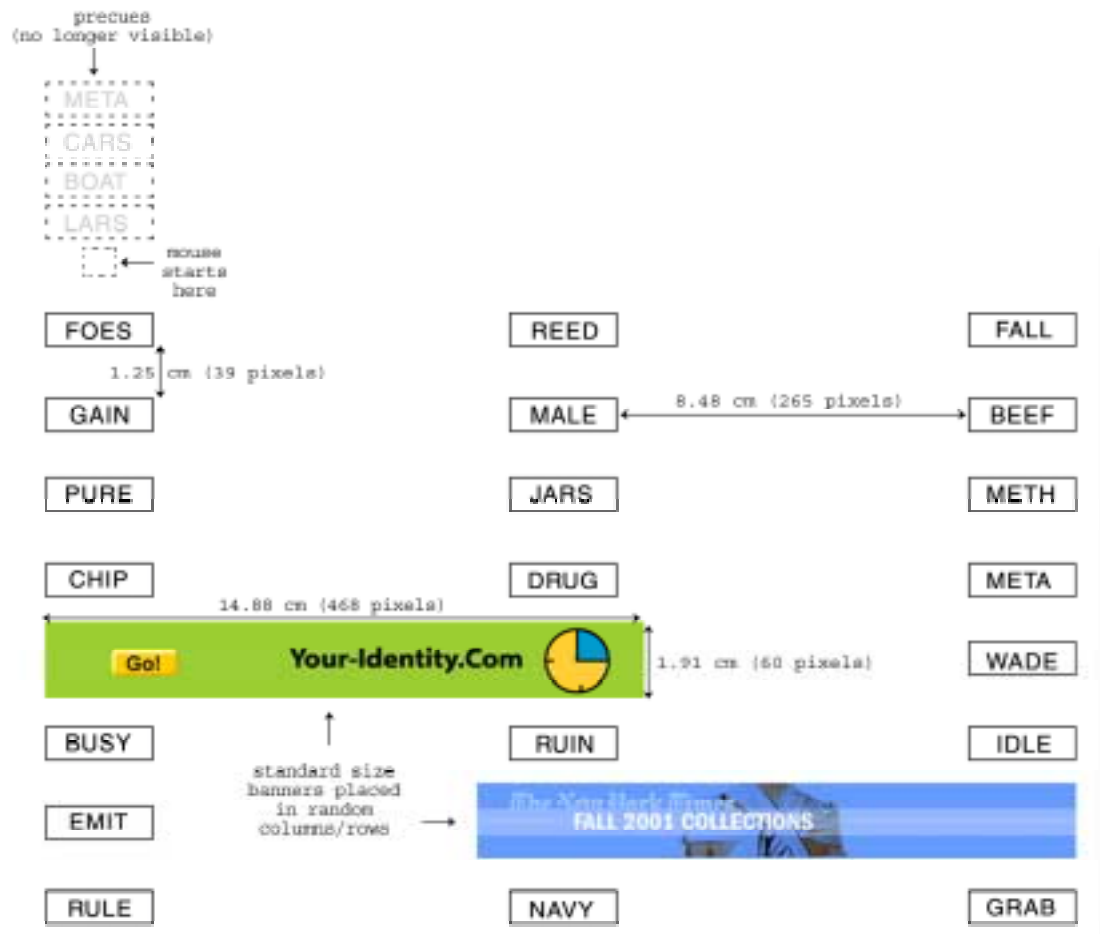 precues
(no longer visible)
META
CARS
BOAT
LARS
mouse
starts
here
FOES REED FALL
1.25 cm (39 pixels)
GAIN MALE 8.48 cm (265 pixels) BEEF
PURE JARS METH
CHIP DRUG META
14.88 cm (468 pixels)
Go! Your-Identity.Com 1.91 cm (60 pixels) WADE
BUSY RUIN IDLE
standard size
banners placed
in random
columns/rows
The New York Times
EMIT FALL 2001 COLLECTIONS
RULE NAVY GRAB